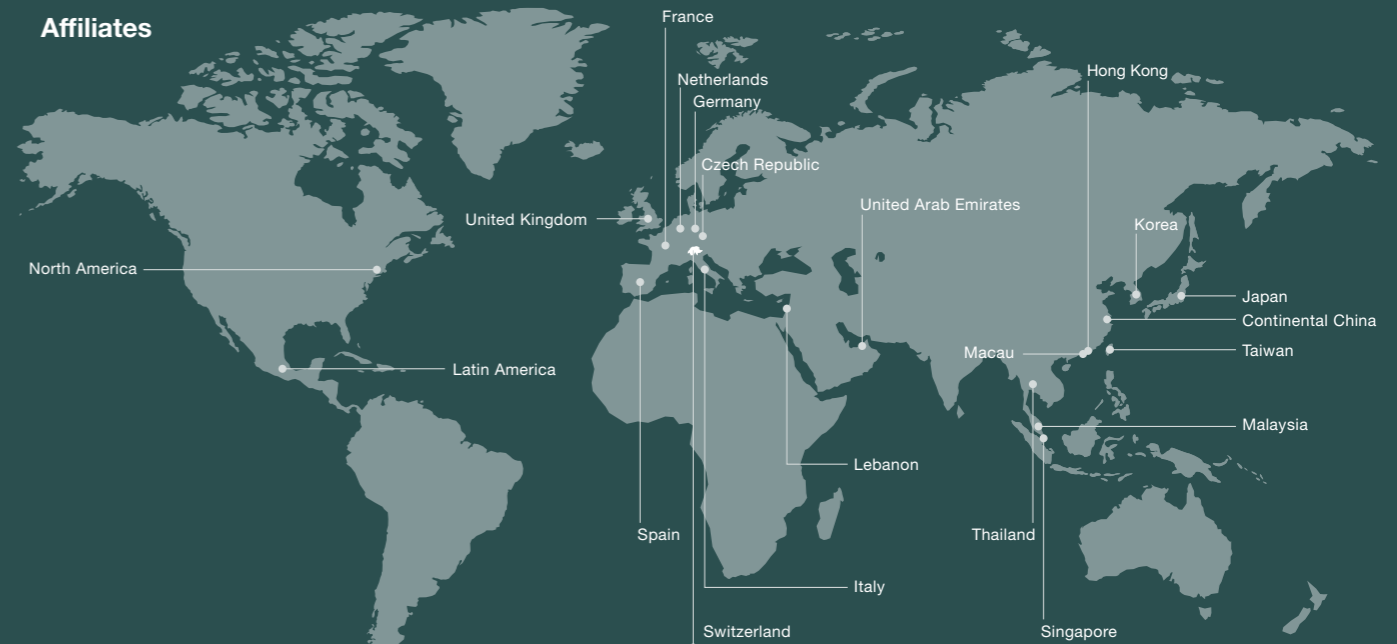 Affiliates
France
Netherlands
Germany
Hong Kong
Czech Republic
United Arab Emirates
United Kingdom
Korea
North America
Japan
Continental China
Macau
Taiwan
Latin America
Malaysia
Lebanon
Spain
Thailand
Italy
Switzerland
Singapore